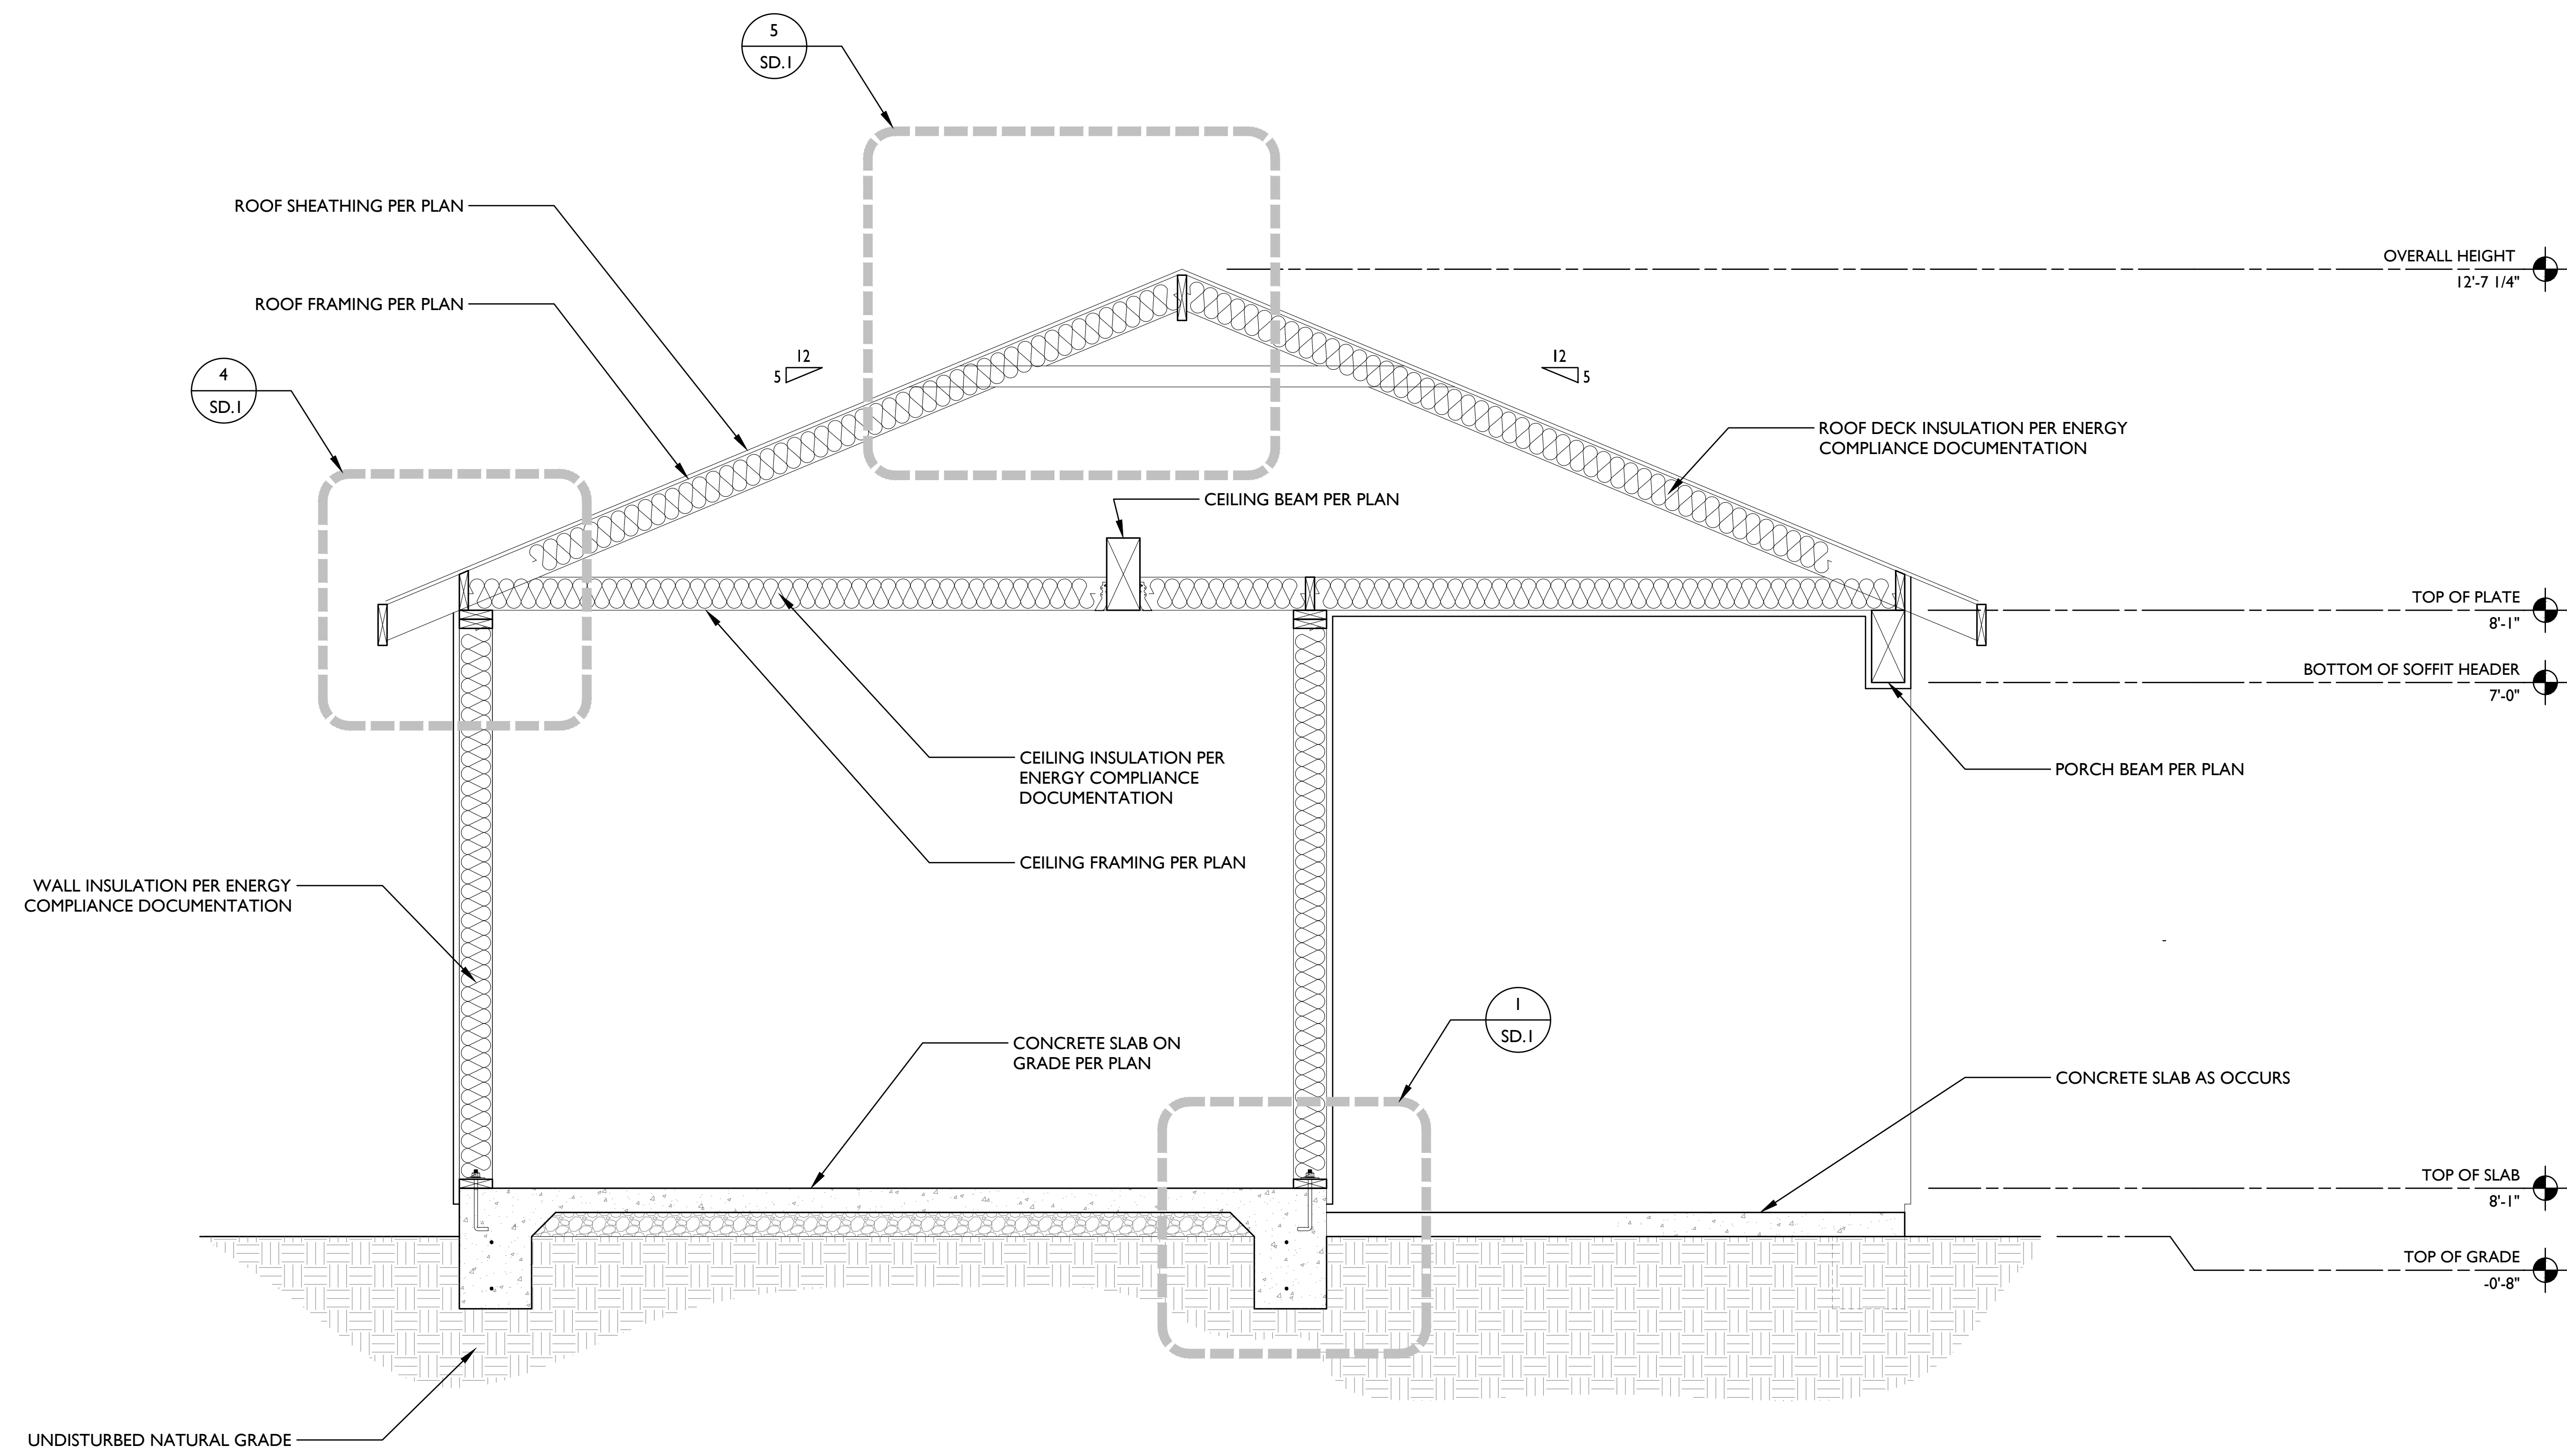 5
SD.1
ROOF SHEATHING PER PLAN
OVERALL HEIGHT
12'-7 1/4"
ROOF FRAMING PER PLAN
12
5
12
5
4
SD.1
ROOF DECK INSULATION PER ENERGY
COMPLIANCE DOCUMENTATION
CEILING BEAM PER PLAN
TOP OF PLATE
8'-1"
BOTTOM OF SOFFIT HEADER
7'-0"
CEILING INSULATION PER
ENERGY COMPLIANCE
DOCUMENTATION
PORCH BEAM PER PLAN
CEILING FRAMING PER PLAN
WALL INSULATION PER ENERGY
COMPLIANCE DOCUMENTATION
-
1
SD.1
CONCRETE SLAB ON
GRADE PER PLAN
CONCRETE SLAB AS OCCURS
TOP OF SLAB
8'-1"
TOP OF GRADE
-0'-8"
UNDISTURBED NATURAL GRADE